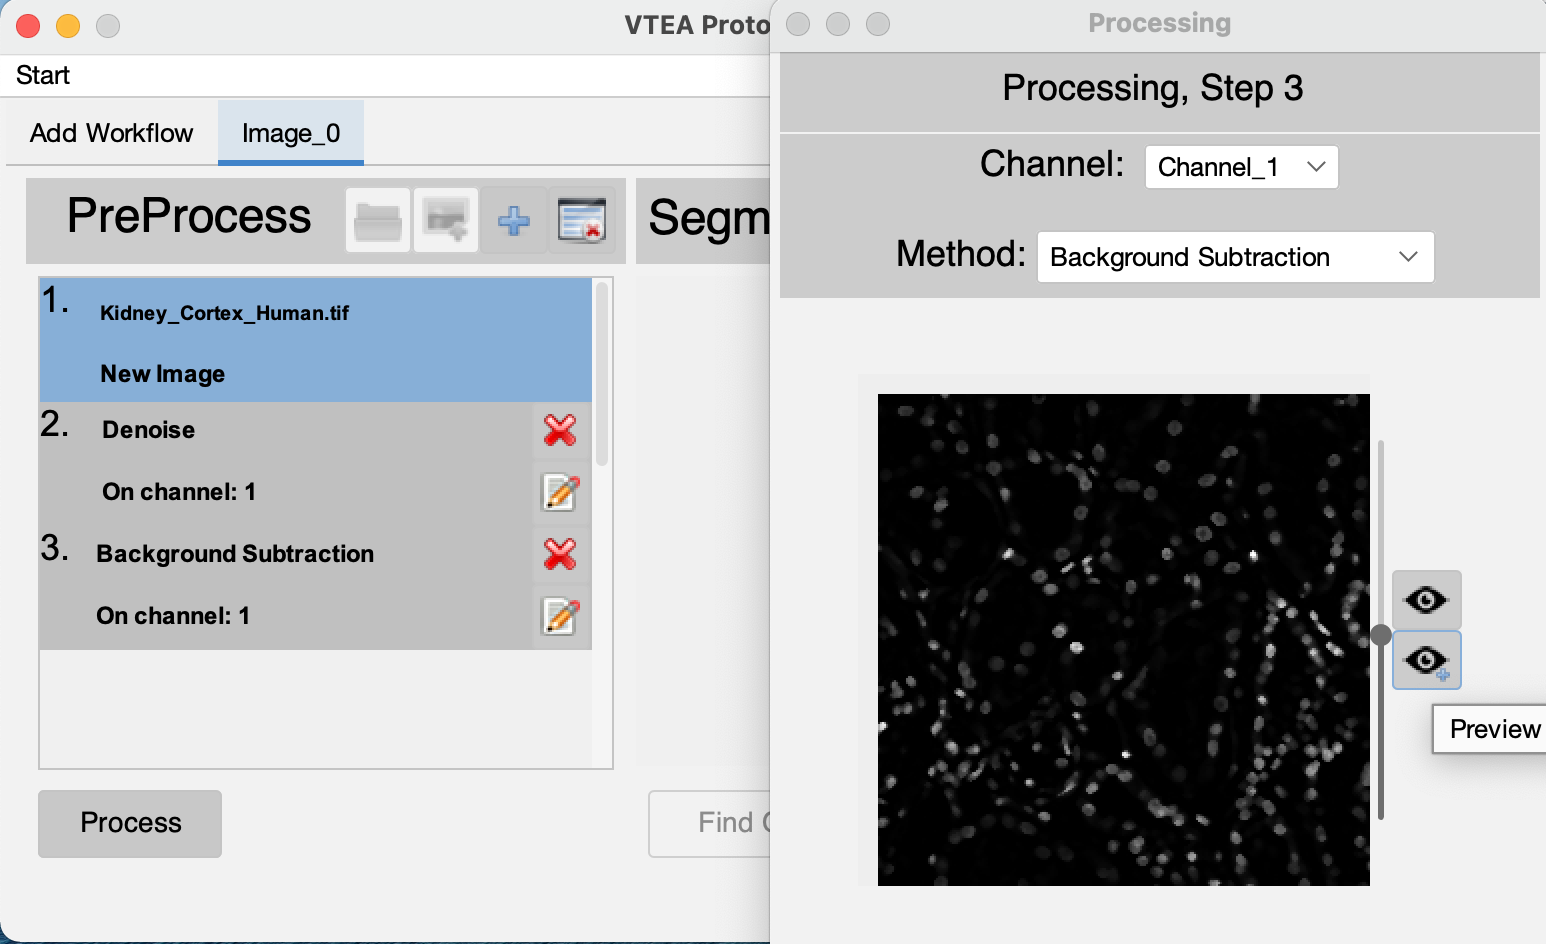 VTEA Proto
Start
Add Workflow
Image_0
PreProcess
Segm
1.
Kidney_Cortex_Human.tif
New Image
2.
Denoise
On channel: 1
3.
Background Subtraction
On channel: 1
Process
Find
Processing
Processing, Step 3
Channel: Channel_1
Method: Background Subtraction
Preview